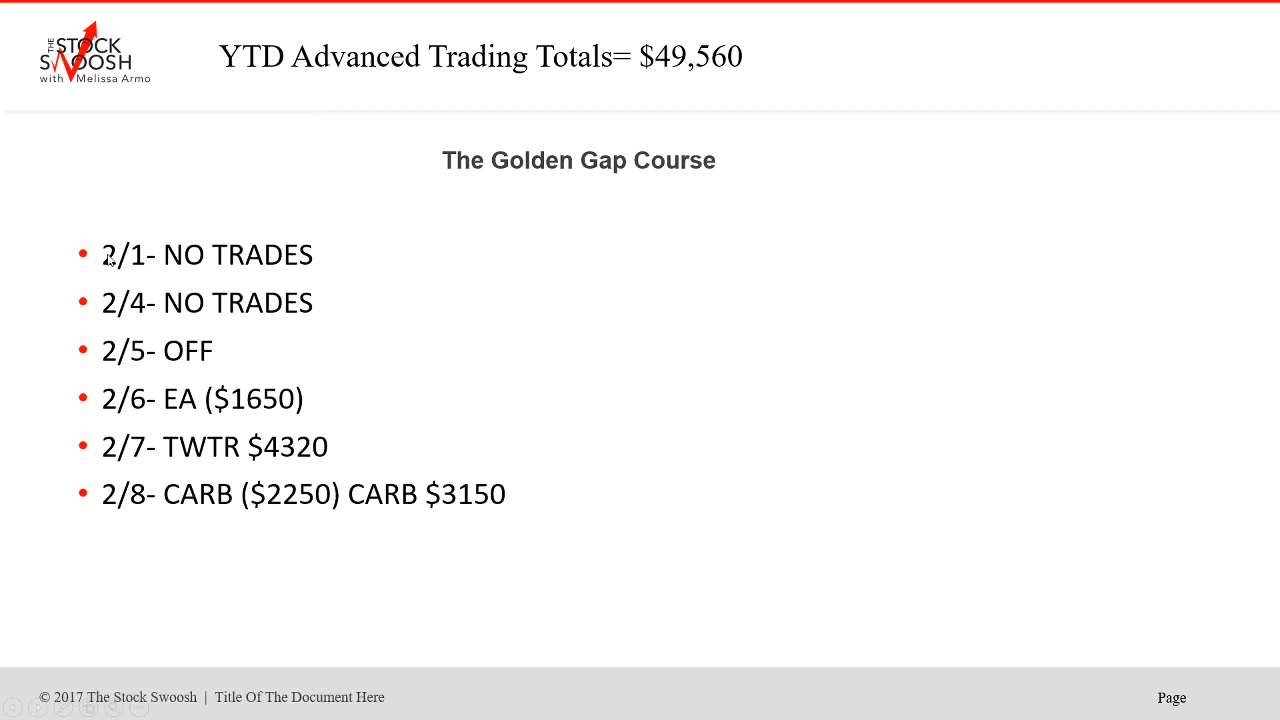 THE STOCK
SWOOSH
with Melissa Armo
YTD Advanced Trading Totals= $49,560
The Golden Gap Course
• 2/1- NO TRADES
• 2/4- NO TRADES
• 2/5- OFF
• 2/6- EA ($1650)
• 2/7- TWTR $4320
• 2/8- CARB ($2250) CARB $3150
© 2017 The Stock Swoosh | Title Of The Document Here
Page